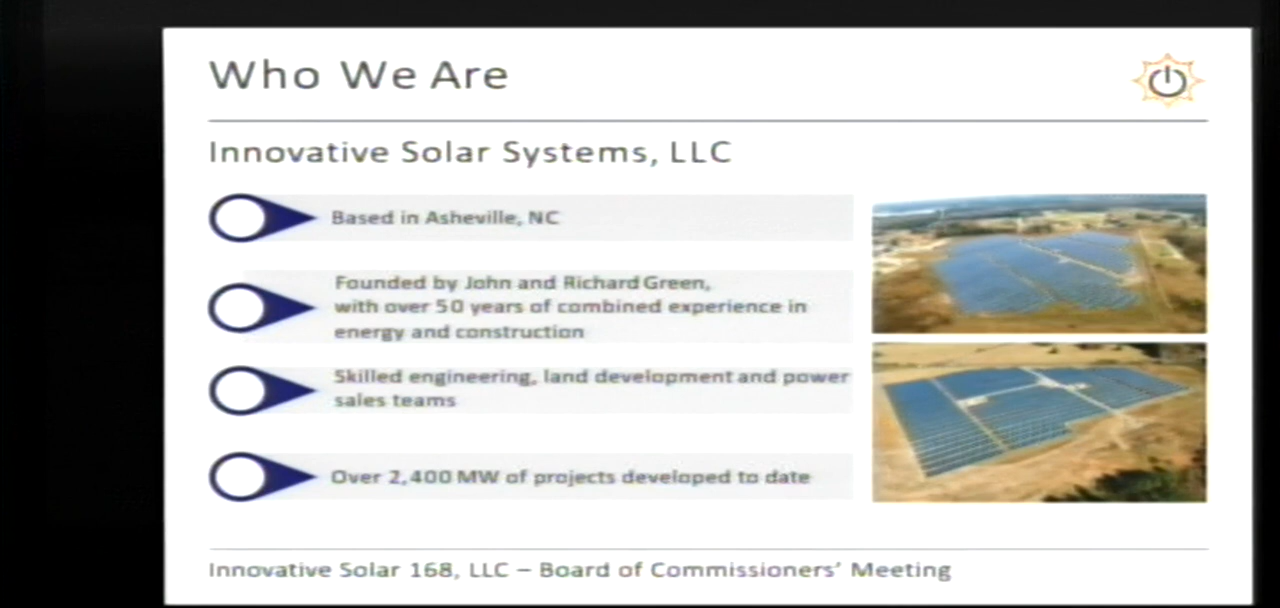 Who We Are
Innovative Solar Systems, LLC
Based in Asheville, NC
Founded by John and Richard Green,
with over 50 years of combined experience in
energy and construction
Skilled engineering, land development and power
sales teams
Over 2,400 MW of projects developed to date
Innovative Solar 168, LLC – Board of Commissioners' Meeting